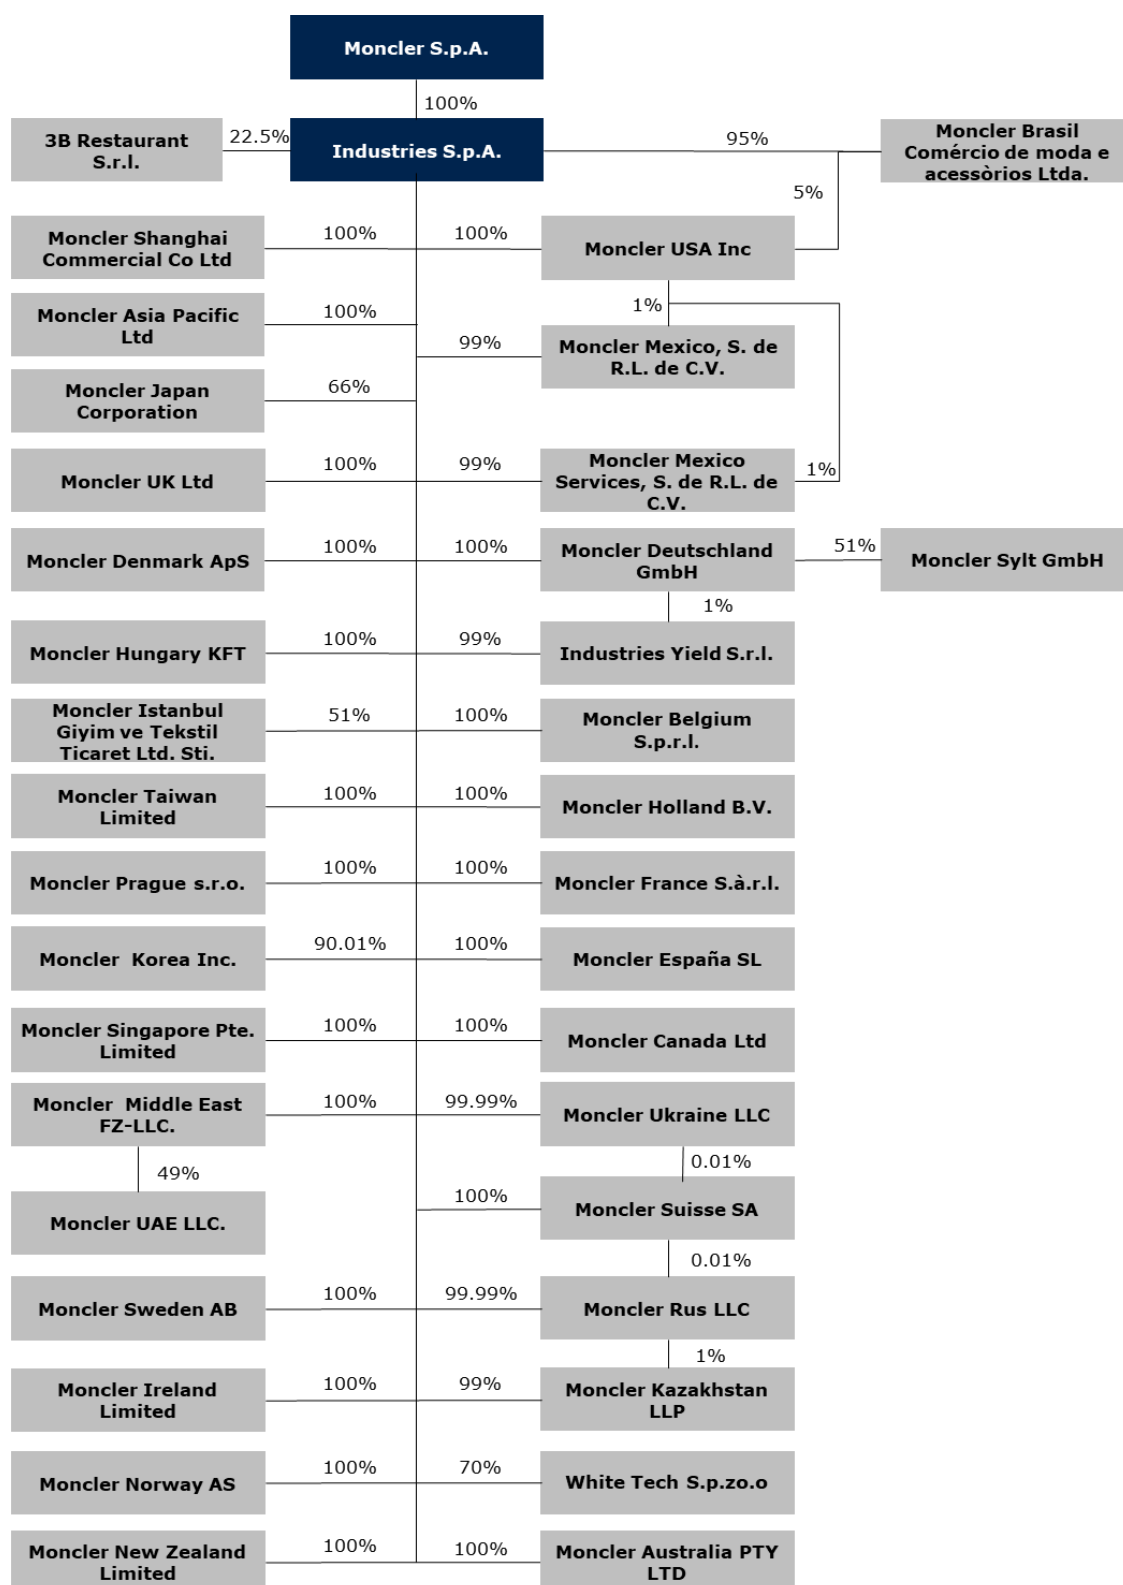 Moncler S.p.A.
100%
3B Restaurant
S.r.l.
22.5%
Industries S.p.A.
95%
Moncler Brasil
Comércio de moda e
acessòrios Ltda.
5%
Moncler Shanghai
Commercial Co Ltd
100%
100%
Moncler USA Inc
Moncler Asia Pacific
Ltd
100%
1%
99%
Moncler Mexico, S. de
R.L. de C.V.
Moncler Japan
Corporation
66%
Moncler UK Ltd
100%
99%
Moncler Mexico
Services, S. de R.L. de
C.V.
1%
Moncler Denmark ApS
100%
100%
Moncler Deutschland
GmbH
51%
Moncler Sylt GmbH
1%
Moncler Hungary KFT
100%
99%
Industries Yield S.r.l.
Moncler Istanbul
Giyim ve Tekstil
Ticaret Ltd. Sti.
51%
100%
Moncler Belgium
S.p.r.l.
Moncler Taiwan
Limited
100%
100%
Moncler Holland B.V.
Moncler Prague s.r.o.
100%
100%
Moncler France S.à.r.l.
Moncler Korea Inc.
90.01%
100%
Moncler España SL
Moncler Singapore Pte.
Limited
100%
100%
Moncler Canada Ltd
Moncler Middle East
FZ-LLC.
100%
99.99%
Moncler Ukraine LLC
49%
0.01%
Moncler UAE LLC.
100%
Moncler Suisse SA
0.01%
Moncler Sweden AB
100%
99.99%
Moncler Rus LLC
1%
Moncler Ireland
Limited
100%
99%
Moncler Kazakhstan
LLP
Moncler Norway AS
100%
70%
White Tech S.p.zo.o
Moncler New Zealand
Limited
100%
100%
Moncler Australia PTY
LTD